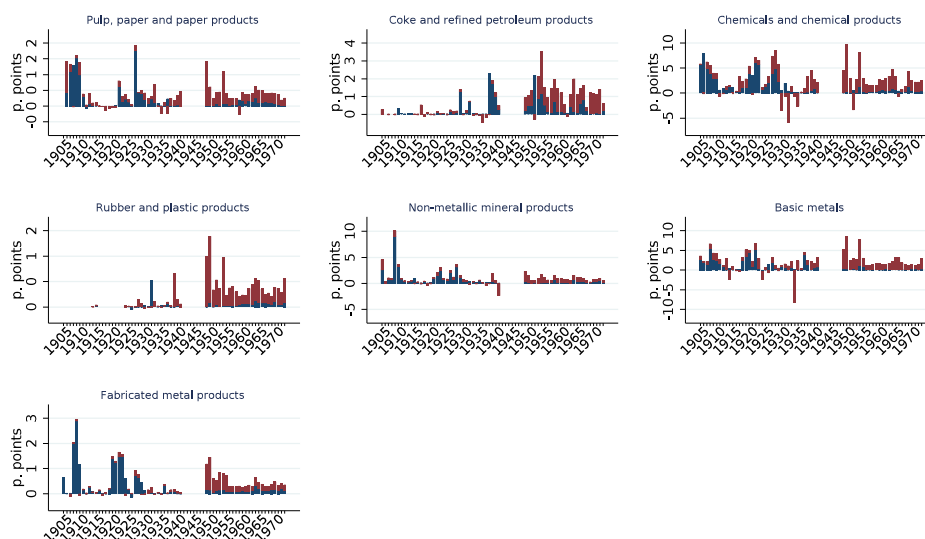 Pulp, paper and paper products
Coke and refined petroleum products
Chemicals and chemical products
p. points
-0 0 0 1 1 2 2
1905 1910 1915 1920 1925 1930 1935 1940 1945 1950 1955 1960 1965 1970
p. points
0 1 2 3 4
1905 1910 1915 1920 1925 1930 1935 1940 1945 1950 1955 1960 1965 1970
p. points
-5 0 5 10
1905 1910 1915 1920 1925 1930 1935 1940 1945 1950 1955 1960 1965 1970
Rubber and plastic products
Non-metallic mineral products
Basic metals
p. points
0 0 1 2
1905 1910 1915 1920 1925 1930 1935 1940 1945 1950 1955 1960 1965 1970
p. points
-5 0 5 10
1905 1910 1915 1920 1925 1930 1935 1940 1945 1950 1955 1960 1965 1970
p. points
-10 -5 0 5 10
1905 1910 1915 1920 1925 1930 1935 1940 1945 1950 1955 1960 1965 1970
Fabricated metal products
p. points
0 1 2 3
1905 1910 1915 1920 1925 1930 1935 1940 1945 1950 1955 1960 1965 1970